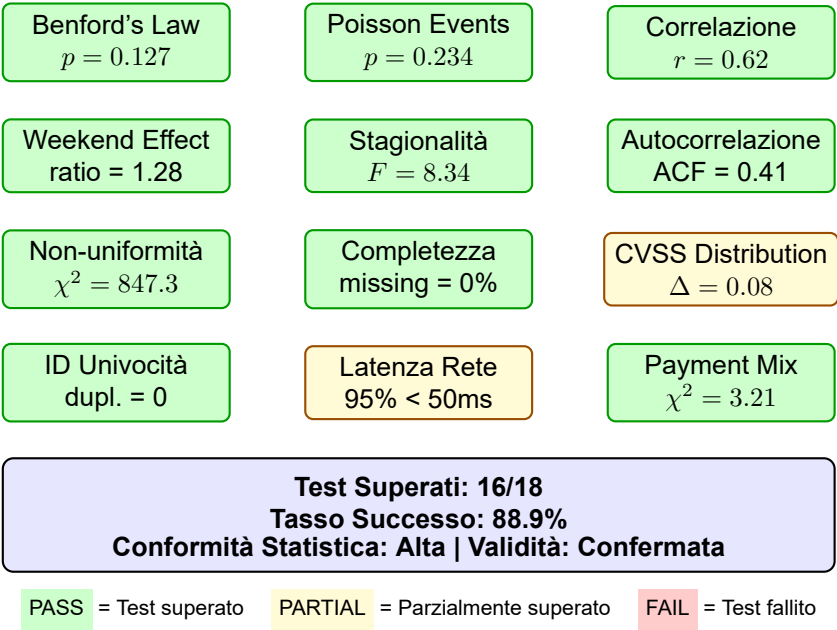 Benford's Law
p = 0.127
Poisson Events
p = 0.234
Correlazione
r = 0.62
Weekend Effect
ratio = 1.28
Stagionalità
F = 8.34
Autocorrelazione
ACF = 0.41
Non-uniformità
χ² = 847.3
Completezza
missing = 0%
CVSS Distribution
Δ = 0.08
ID Univocità
dupl. = 0
Latenza Rete
95% < 50ms
Payment Mix
χ² = 3.21
Test Superati: 16/18
Tasso Successo: 88.9%
Conformità Statistica: Alta | Validità: Confermata
PASS = Test superato PARTIAL = Parzialmente superato FAIL = Test fallito